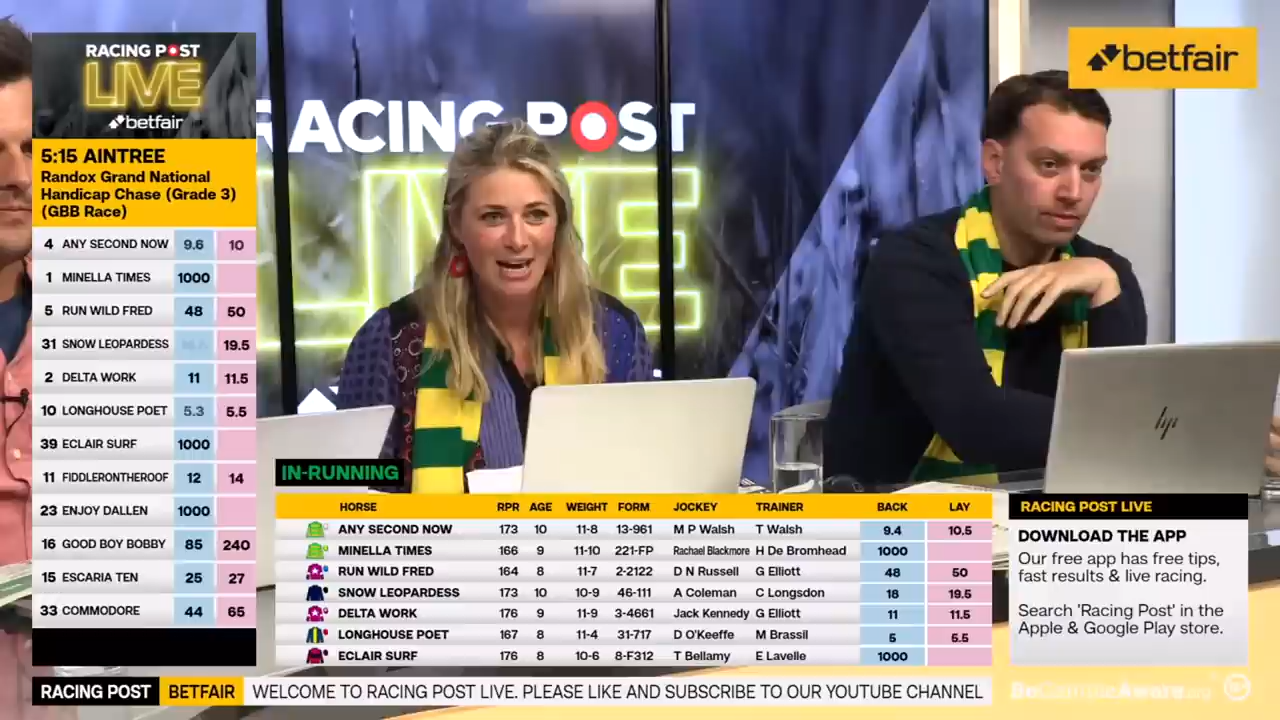 RACING POST
LIVE
betfair
5:15 AINTREE
Randox Grand National
Handicap Chase (Grade 3)
(GBB Race)
4 ANY SECOND NOW 9.6 10
1 MINELLA TIMES 1000
5 RUN WILD FRED 48 50
31 SNOW LEOPARDESS 19.5
2 DELTA WORK 11 11.5
10 LONGHOUSE POET 5.3 5.5
39 ECLAIR SURF 1000
11 FIDDLERONTHEROOF 12 14
23 ENJOY DALLEN 1000
16 GOOD BOY BOBBY 85 240
15 ESCARIA TEN 25 27
33 COMMODORE 44 65
RACING POST
LIVE
betfair
hp
IN-RUNNING
HORSE RPR AGE WEIGHT FORM JOCKEY TRAINER BACK LAY
ANY SECOND NOW 173 10 11-8 13-961 M P Walsh T Walsh 9.4 10.5
MINELLA TIMES 166 9 11-10 221-FP Rachael Blackmore H De Bromhead 1000
RUN WILD FRED 164 8 11-7 2-2122 D N Russell G Elliott 48 50
SNOW LEOPARDESS 173 10 10-9 46-111 A Coleman C Longsdon 18 19.5
DELTA WORK 176 9 11-9 3-4661 Jack Kennedy G Elliott 11 11.5
LONGHOUSE POET 167 8 11-4 31-717 D O'Keeffe M Brassil 5 5.5
ECLAIR SURF 176 8 10-6 8-F312 T Bellamy E Lavelle 1000
RACING POST LIVE
DOWNLOAD THE APP
Our free app has free tips,
fast results & live racing.
Search 'Racing Post' in the
Apple & Google Play store.
RACING POST BETFAIR WELCOME TO RACING POST LIVE. PLEASE LIKE AND SUBSCRIBE TO OUR YOUTUBE CHANNEL
BeGambleAware.org 18+